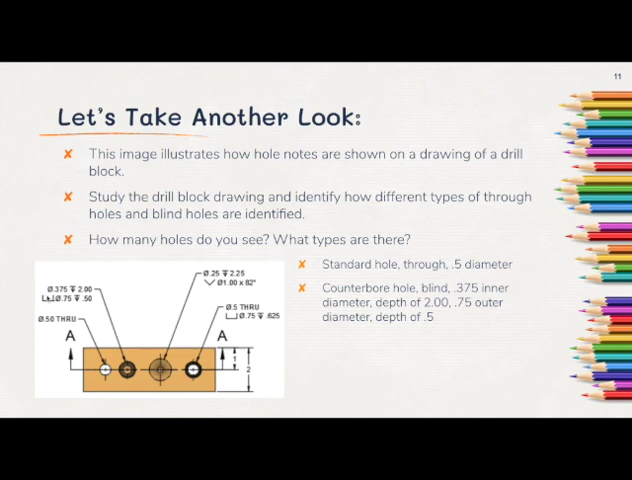 11
Let's Take Another Look:
✘ This image illustrates how hole notes are shown on a drawing of a drill
block.
✘ Study the drill block drawing and identify how different types of through
holes and blind holes are identified.
✘ How many holes do you see? What types are there?
✘ Standard hole, through, .5 diameter
✘ Counterbore hole, blind, .375 inner
diameter, depth of 2.00, .75 outer
diameter, depth of .5
Ø.25 ↧ 2.25
⌵ Ø1.00 x 82°
Ø.375 ↧ 2.00
⌴ Ø.75 ↧ .50
Ø.5 THRU
⌴ Ø.75 ↧ .625
Ø.50 THRU
A
A
1
2